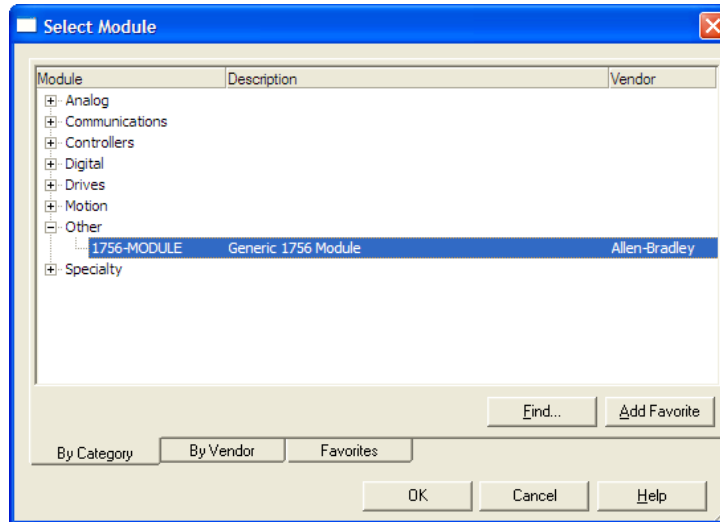 Select Module
Module Description Vendor
Analog
Communications
Controllers
Digital
Drives
Motion
Other
1756-MODULE Generic 1756 Module Allen-Bradley
Specialty
Find... Add Favorite
By Category By Vendor Favorites
OK Cancel Help